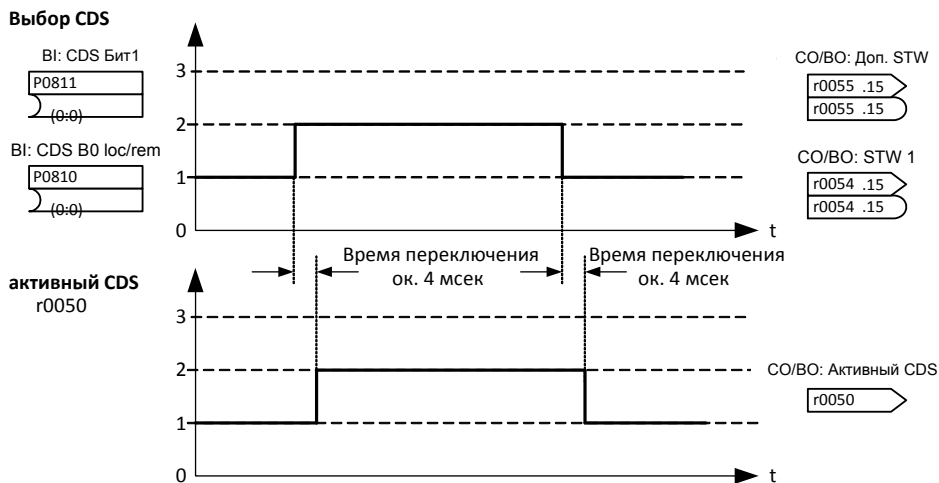 Выбор CDS
BI: CDS Бит1
P0811
(0:0)
BI: CDS B0 loc/rem
P0810
(0:0)
3
2
1
0
t
CO/BO: Доп. STW
r0055 .15
r0055 .15
CO/BO: STW 1
r0054 .15
r0054 .15
Время переключения
ок. 4 мсек
Время переключения
ок. 4 мсек
активный CDS
r0050
3
2
1
0
t
CO/BO: Активный CDS
r0050